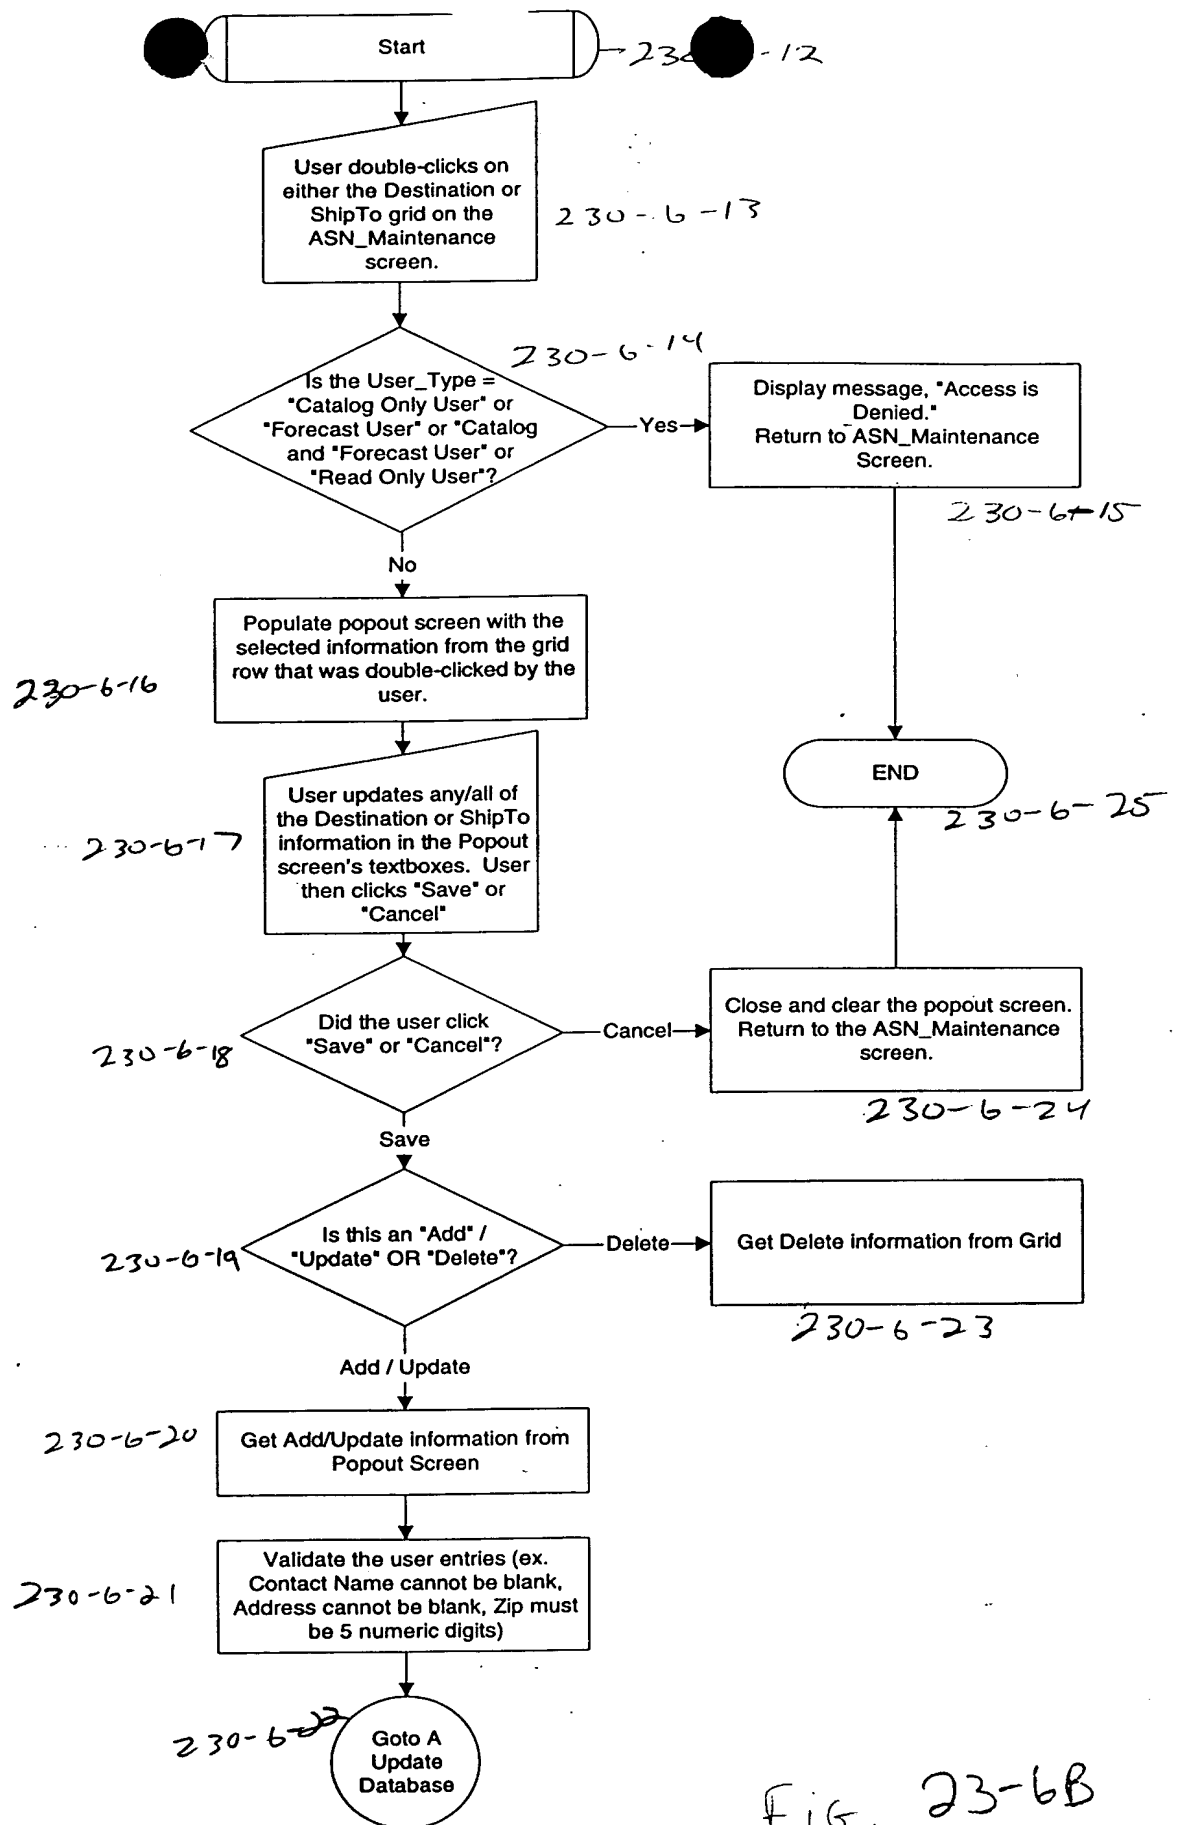 Start
230 -12
User double-clicks on
either the Destination or
ShipTo grid on the
ASN_Maintenance
screen.
230-6-13
230-6-14
Is the User_Type =
"Catalog Only User" or
"Forecast User" or "Catalog
and "Forecast User" or
"Read Only User"?
Yes
Display message, "Access is
Denied."
Return to ASN_Maintenance
Screen.
230-6-15
No
Populate popout screen with the
selected information from the grid
row that was double-clicked by the
user.
230-6-16
User updates any/all of
the Destination or ShipTo
information in the Popout
screen's textboxes. User
then clicks "Save" or
"Cancel"
230-6-17
END
230-6-25
Did the user click
"Save" or "Cancel"?
230-6-18
Cancel
Close and clear the popout screen.
Return to the ASN_Maintenance
screen.
230-6-24
Save
Is this an "Add" /
"Update" OR "Delete"?
230-6-19
Delete
Get Delete information from Grid
230-6-23
Add / Update
230-6-20
Get Add/Update information from
Popout Screen
Validate the user entries (ex.
Contact Name cannot be blank,
Address cannot be blank, Zip must
be 5 numeric digits)
230-6-21
230-6-22
Goto A
Update
Database
FIG. 23-6B